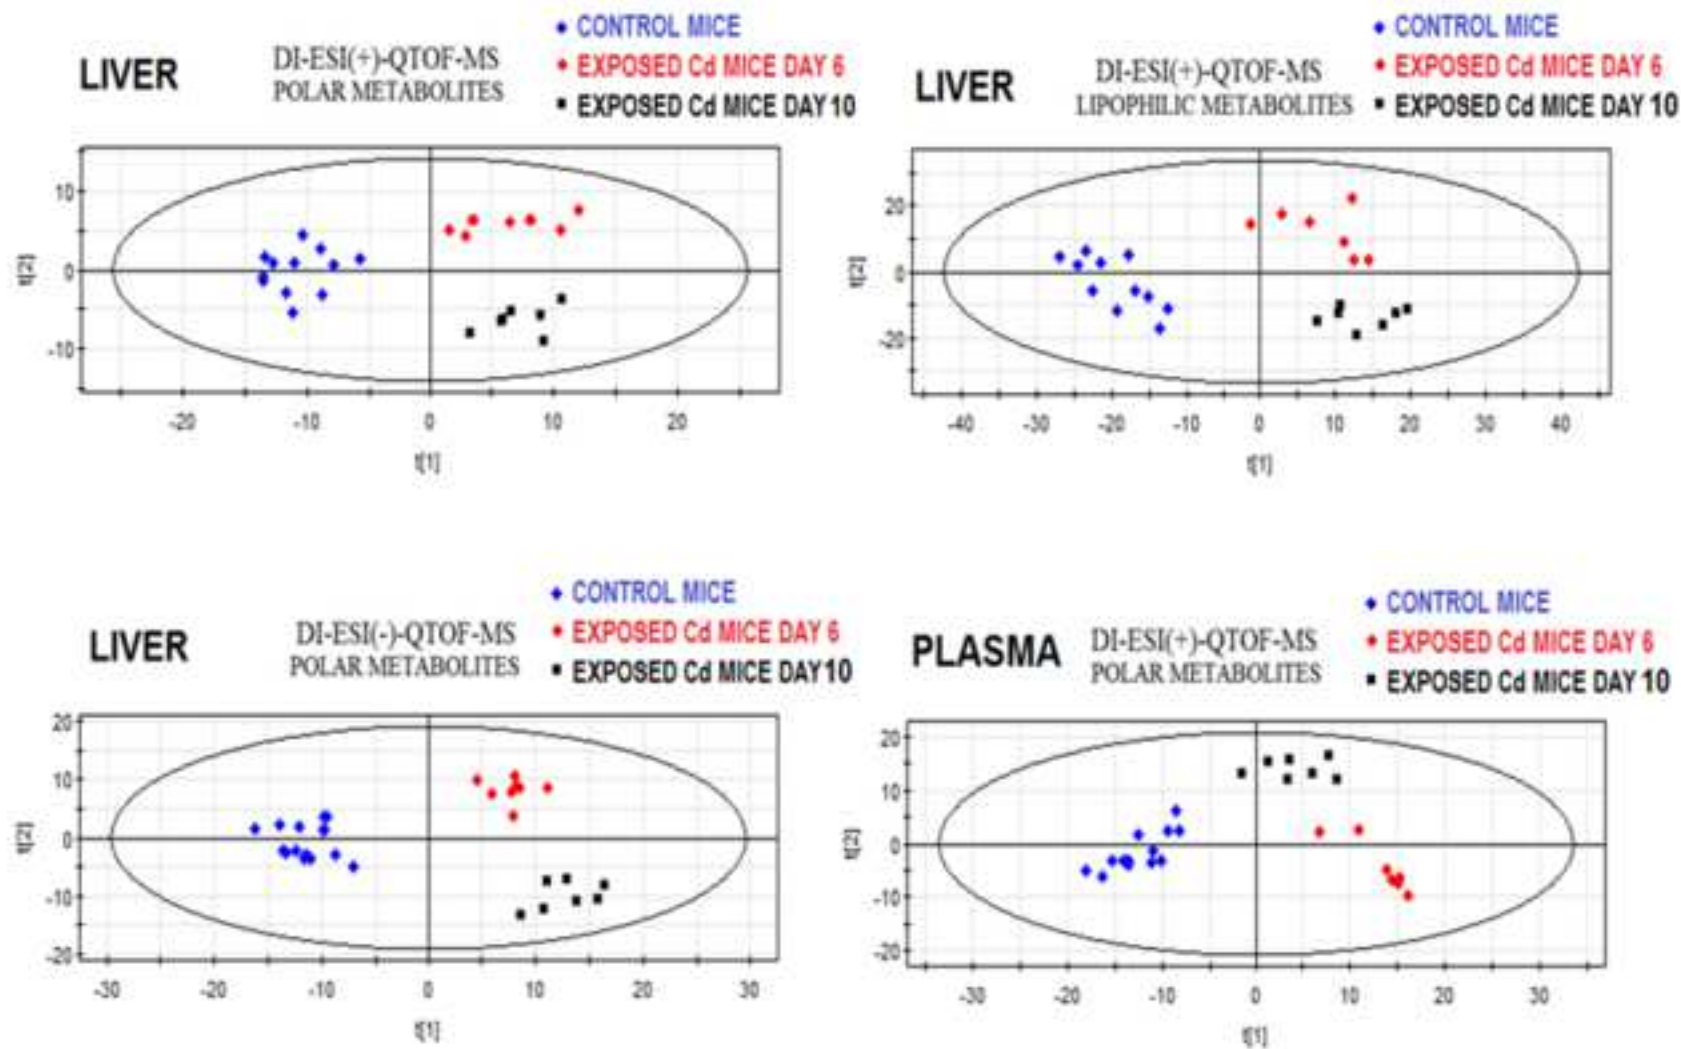 LIVER
DI-ESI(+)-QTOF-MS
POLAR METABOLITES
CONTROL MICE
EXPOSED Cd MICE DAY 6
EXPOSED Cd MICE DAY 10
10
0
-10
t[2]
-20
-10
0
10
20
t[1]
LIVER
DI-ESI(+)-QTOF-MS
LIPOPHILIC METABOLITES
CONTROL MICE
EXPOSED Cd MICE DAY 6
EXPOSED Cd MICE DAY 10
20
0
-20
t[2]
-40
-30
-20
-10
0
10
20
30
40
t[1]
LIVER
DI-ESI(-)-QTOF-MS
POLAR METABOLITES
CONTROL MICE
EXPOSED Cd MICE DAY 6
EXPOSED Cd MICE DAY 10
20
10
0
-10
-20
t[2]
-30
-20
-10
0
10
20
30
t[1]
PLASMA
DI-ESI(+)-QTOF-MS
POLAR METABOLITES
CONTROL MICE
EXPOSED Cd MICE DAY 6
EXPOSED Cd MICE DAY 10
20
10
0
-10
-20
t[2]
-30
-20
-10
0
10
20
30
t[1]